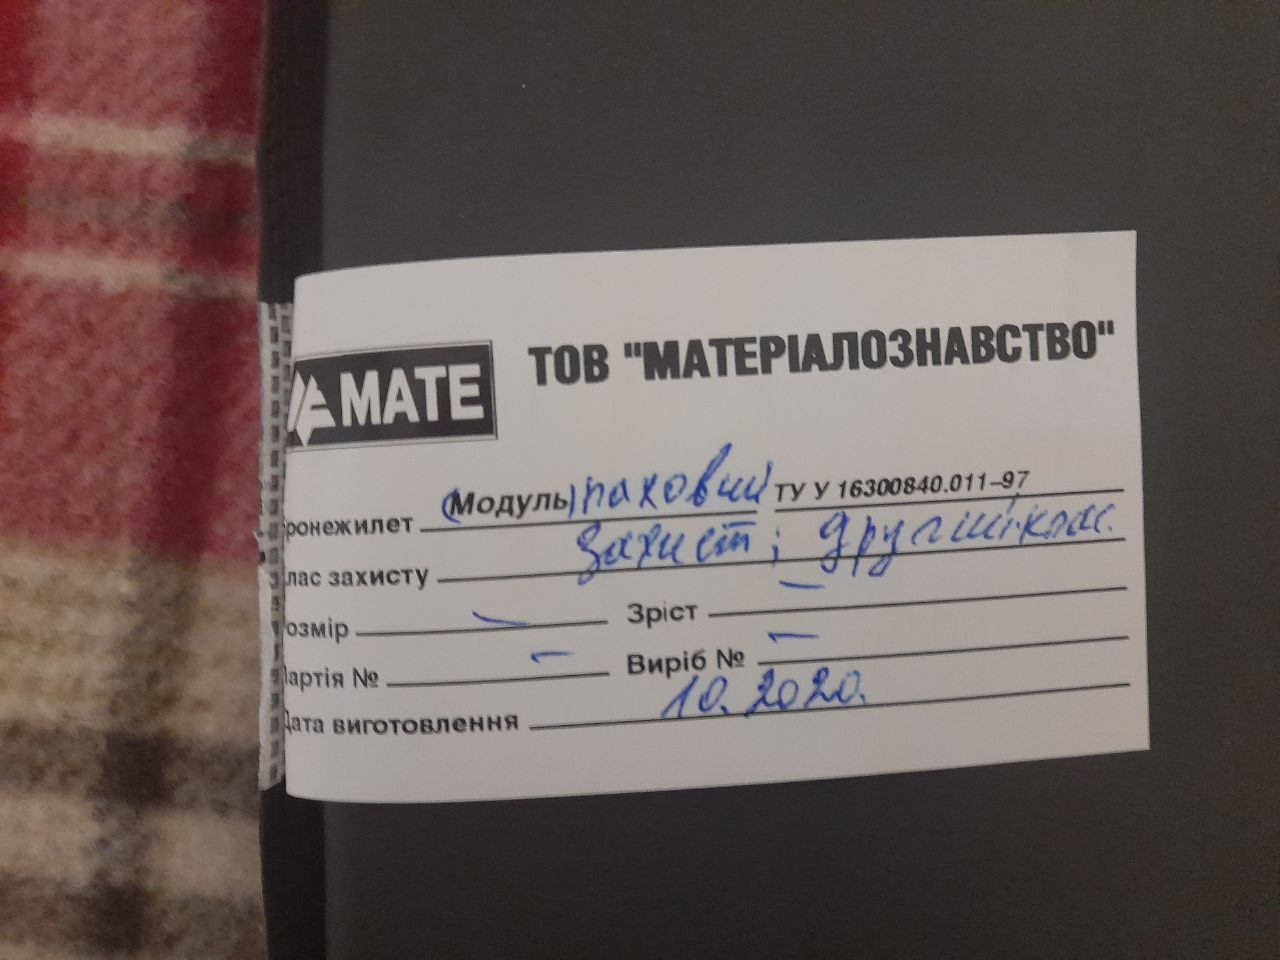 МАТЕ
ТОВ "МАТЕРІАЛОЗНАВСТВО"
ронежилет (Модуль) паховий ТУ У 16300840.011–97
захист; другий клас.
лас захисту
озмір – Зріст –
артія № – Виріб № –
Дата виготовлення 10.2020.